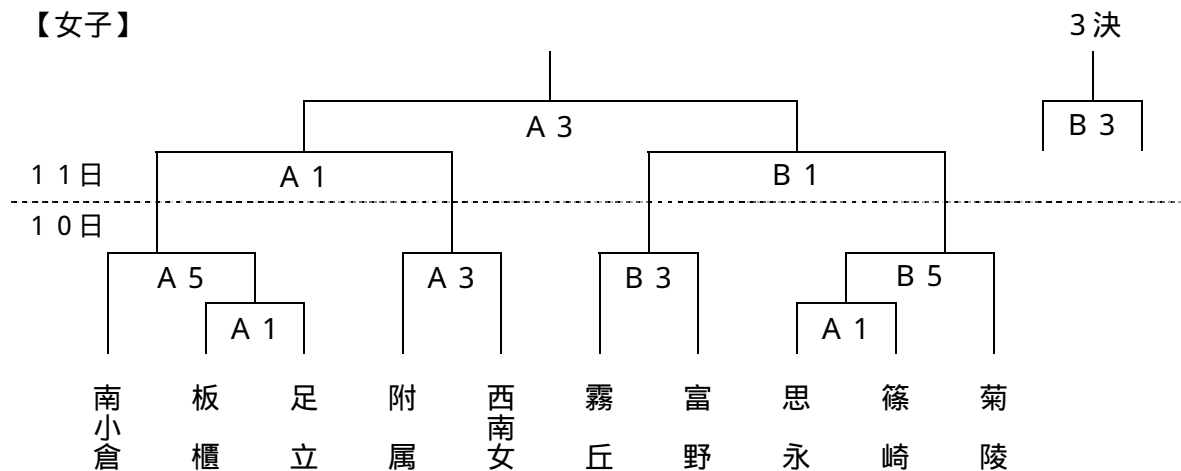 【女子】
３決
Ａ３
Ｂ３
１１日
Ａ１
Ｂ１
１０日
Ａ５
Ａ３
Ｂ３
Ｂ５
Ａ１
Ａ１
南小倉
板櫃
足立
附属
西南女
霧丘
富野
思永
篠崎
菊陵